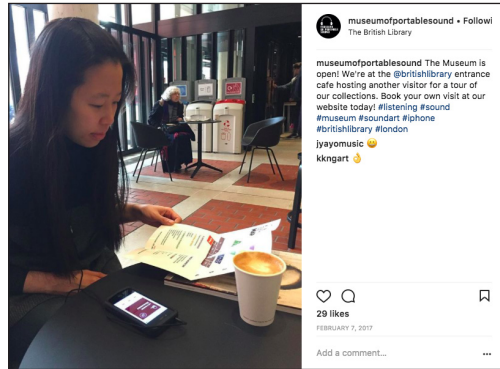 museumofportablesound • Followi
The British Library
museumofportablesound The Museum is
open! We're at the @britishlibrary entrance
cafe hosting another visitor for a tour of
our collections. Book your own visit at our
website today! #listening #sound
#museum #soundart #iphone
#britishlibrary #london
jyayomusic 😀
kkngart 👌
29 likes
FEBRUARY 7, 2017
Add a comment...